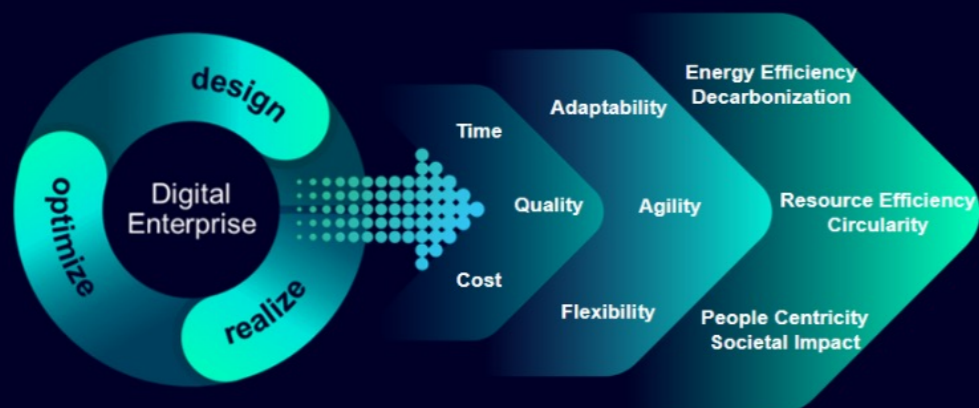 design
optimize
realize
Digital
Enterprise
Time
Quality
Cost
Adaptability
Agility
Flexibility
Energy Efficiency
Decarbonization
Resource Efficiency
Circularity
People Centricity
Societal Impact